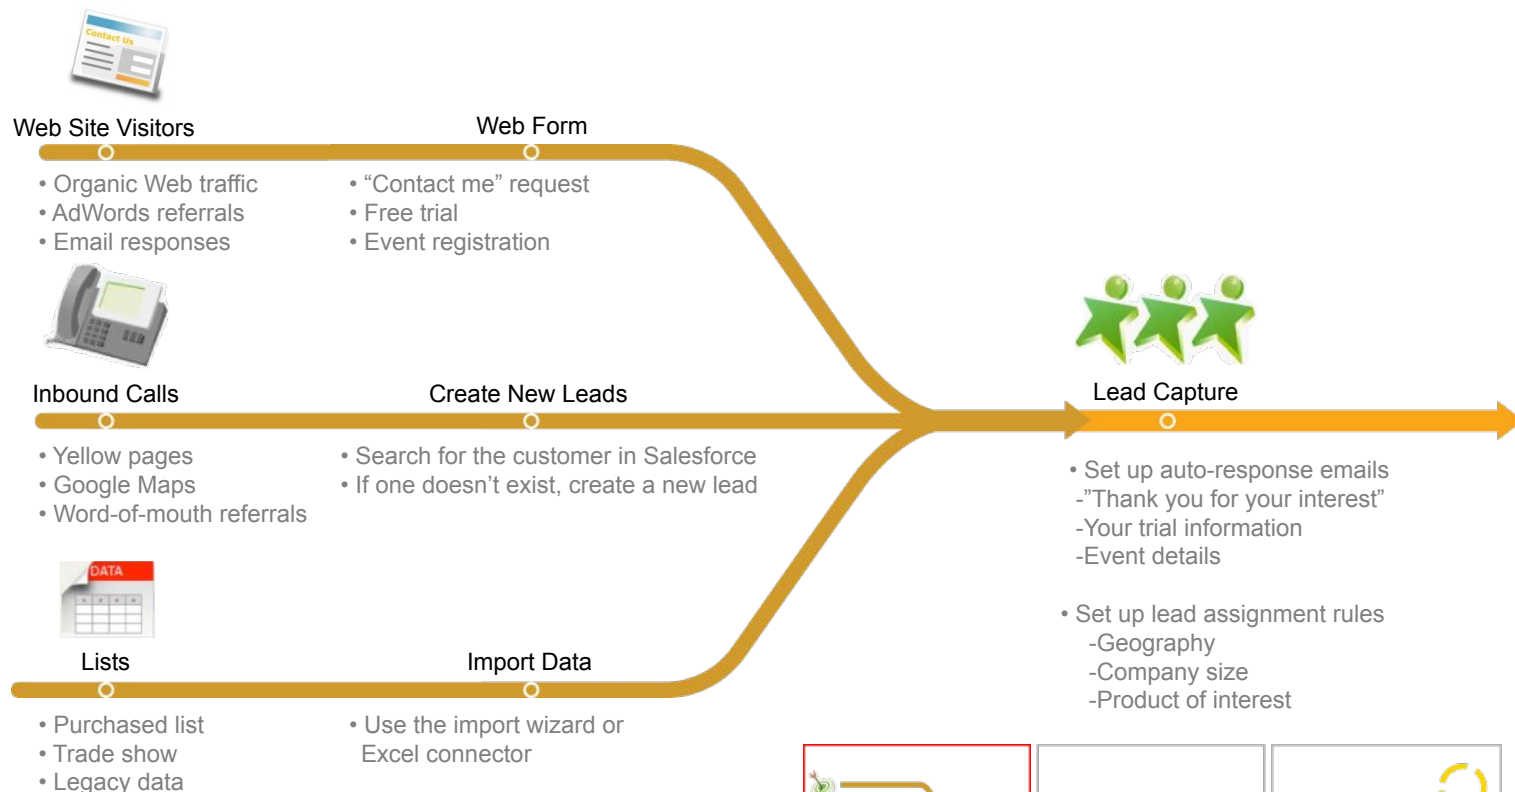 Contact Us
Web Site Visitors
• Organic Web traffic
• AdWords referrals
• Email responses
Web Form
• “Contact me” request
• Free trial
• Event registration
Inbound Calls
• Yellow pages
• Google Maps
• Word-of-mouth referrals
Create New Leads
• Search for the customer in Salesforce
• If one doesn’t exist, create a new lead
DATA
Lists
• Purchased list
• Trade show
• Legacy data
Import Data
• Use the import wizard or
Excel connector
Lead Capture
• Set up auto-response emails
-”Thank you for your interest”
-Your trial information
-Event details
• Set up lead assignment rules
-Geography
-Company size
-Product of interest